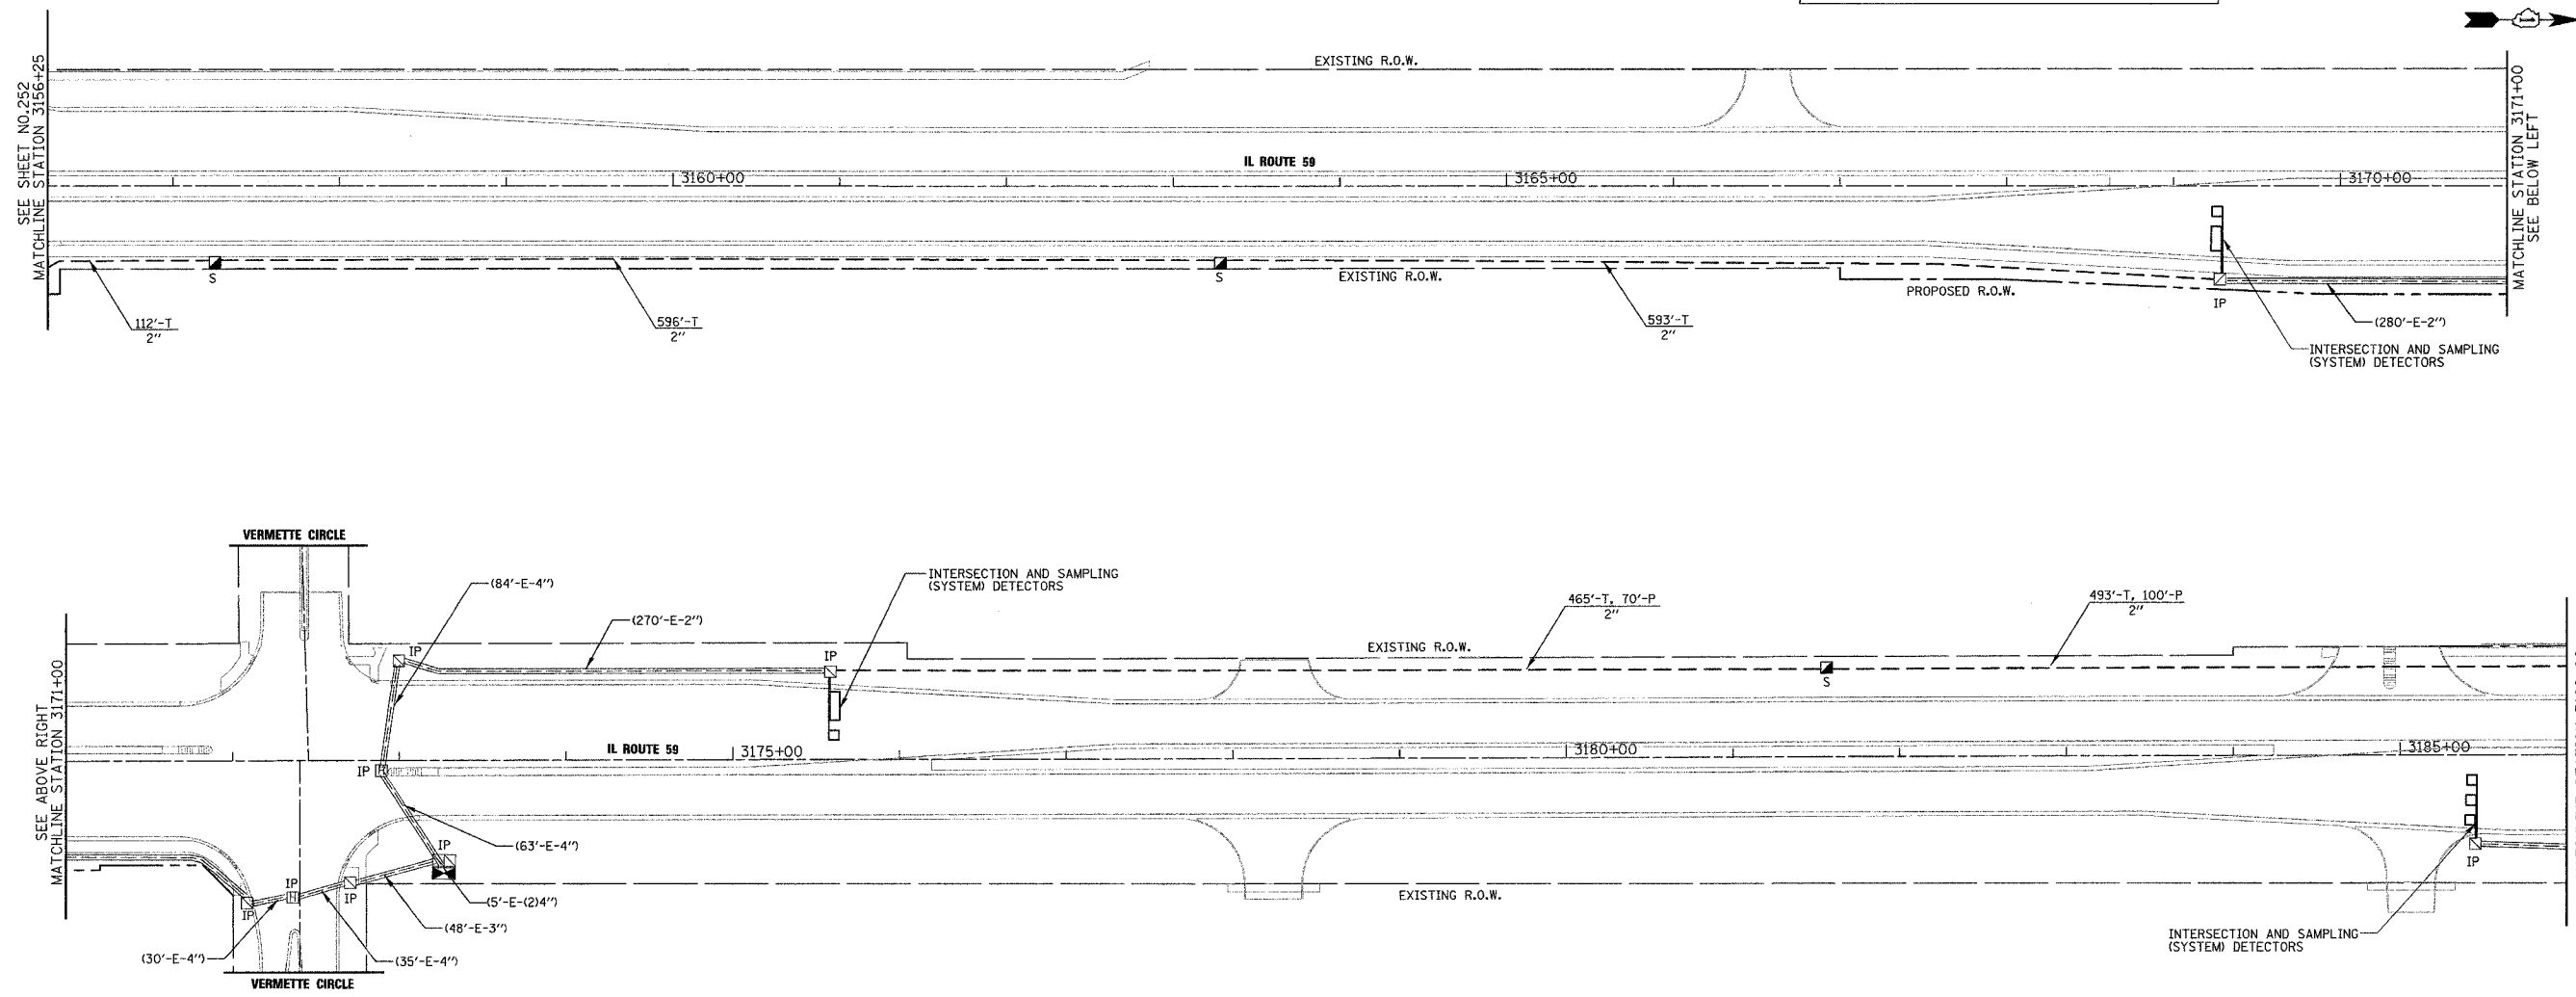 SEE SHEET NO.252
MATCHLINE STATION 3156+25
EXISTING R.O.W.
IL ROUTE 59
3160+00
3165+00
3170+00
MATCHLINE STATION 3171+00
SEE BELOW LEFT
S
S
EXISTING R.O.W.
PROPOSED R.O.W.
IP
112'-T
2"
596'-T
2"
593'-T
2"
(280'-E-2")
INTERSECTION AND SAMPLING
(SYSTEM) DETECTORS
VERMETTE CIRCLE
(84'-E-4")
INTERSECTION AND SAMPLING
(SYSTEM) DETECTORS
465'-T, 70'-P
2"
493'-T, 100'-P
2"
(270'-E-2")
IP
IP
EXISTING R.O.W.
S
SEE ABOVE RIGHT
MATCHLINE STATION 3171+00
IL ROUTE 59
3175+00
3180+00
3185+00
IP
H
(63'-E-4")
IP
IP
H
IP
IP
IP
(5'-E-(2)4")
EXISTING R.O.W.
(48'-E-3")
(30'-E-4")
(35'-E-4")
INTERSECTION AND SAMPLING
(SYSTEM) DETECTORS
VERMETTE CIRCLE